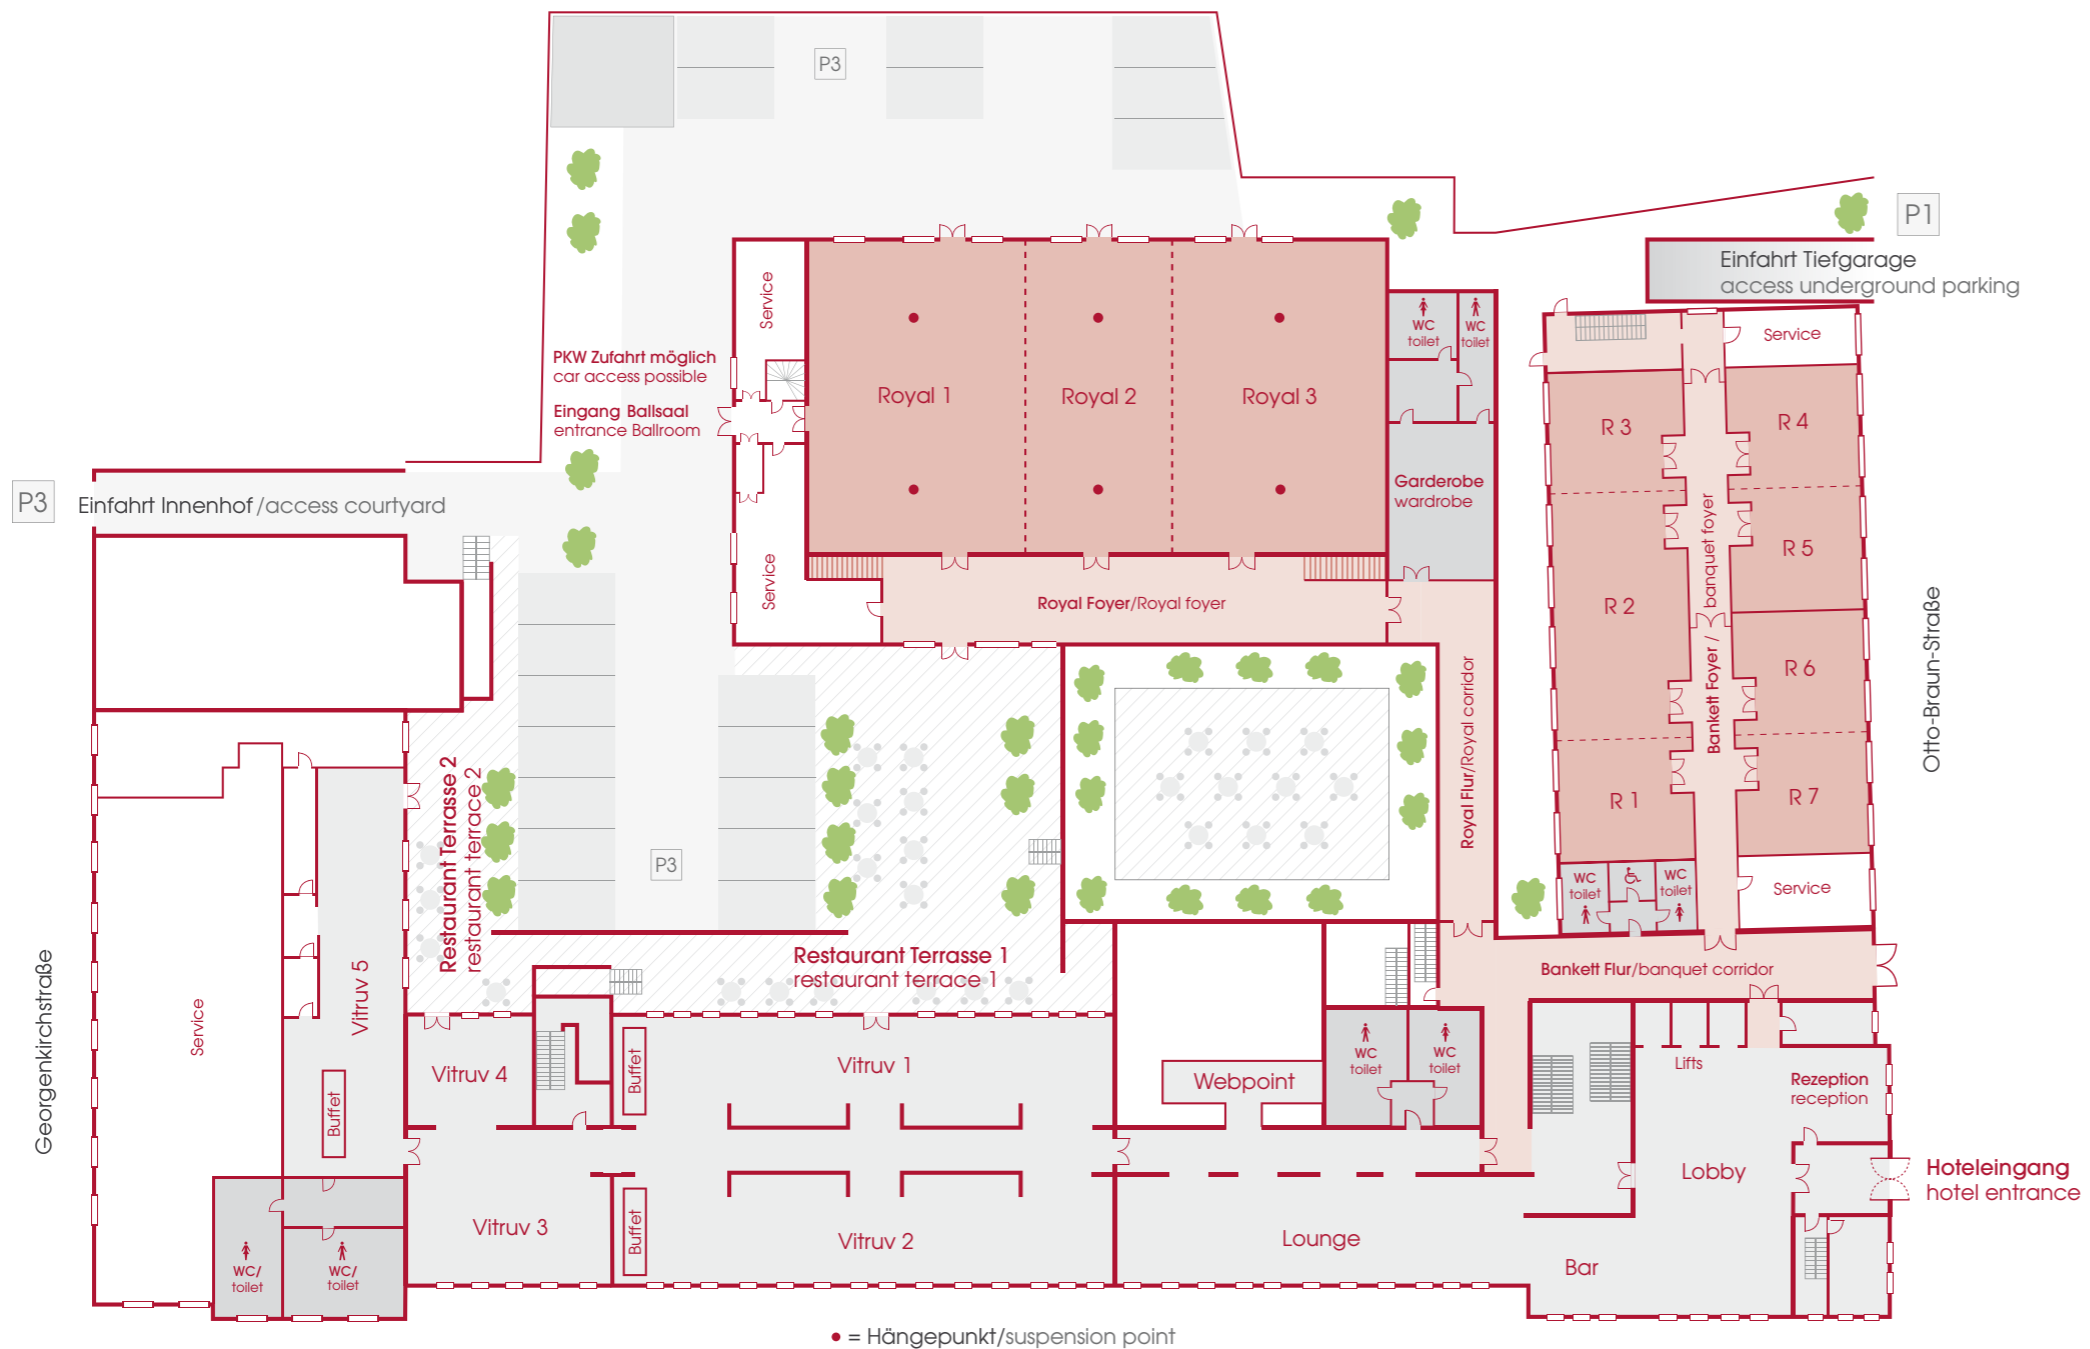 P3
P1
Einfahrt Tiefgarage
access underground parking
Service
WC
toilet
WC
toilet
Service
PKW Zufahrt möglich
car access possible
Eingang Ballsaal
entrance Ballroom
Royal 1
Royal 2
Royal 3
R 3
R 4
Garderobe
wardrobe
P3
Einfahrt Innenhof/access courtyard
Service
Royal Foyer/Royal foyer
R 5
R 2
Bankett Foyer /
banquet foyer
R 6
R 1
R 7
Otto-Braun-Straße
Royal Flur/Royal corridor
Restaurant Terrasse 2
restaurant terrace 2
P3
WC
toilet
WC
toilet
Service
Restaurant Terrasse 1
restaurant terrace 1
Bankett Flur/banquet corridor
Georgenkirchstraße
Service
Vitruv 5
Buffet
Vitruv 4
Buffet
Vitruv 1
Webpoint
WC
toilet
WC
toilet
Lifts
Rezeption
reception
Lobby
Hoteleingang
hotel entrance
Vitruv 3
Buffet
Vitruv 2
Lounge
Bar
WC/
toilet
WC/
toilet
= Hängepunkt/suspension point